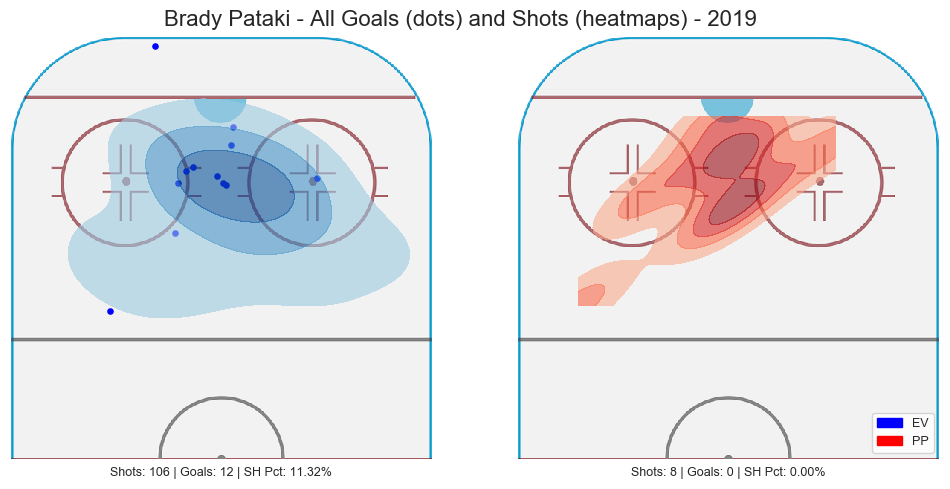 Brady Pataki - All Goals (dots) and Shots (heatmaps) - 2019
EV
PP
Shots: 106 | Goals: 12 | SH Pct: 11.32%
Shots: 8 | Goals: 0 | SH Pct: 0.00%